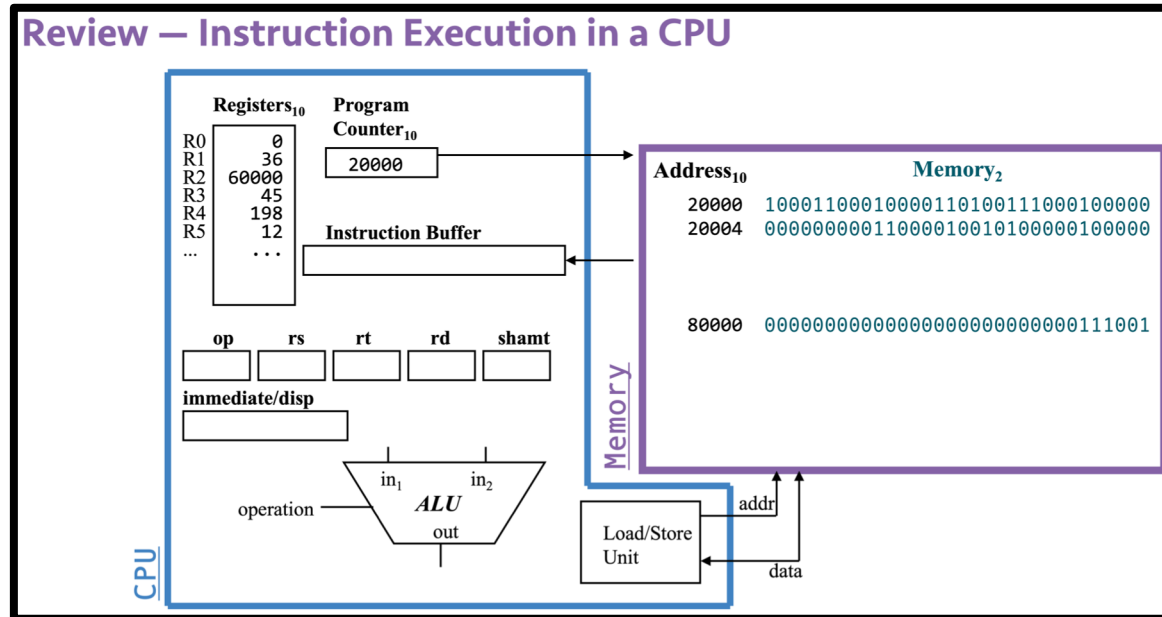 Review — Instruction Execution in a CPU
Registers10
Program
Counter10
R0 0
R1 36
R2 60000
R3 45
R4 198
R5 12
... ...
20000
Instruction Buffer
Address10 Memory2
20000 10001100010000110100111000100000
20004 00000000011000010010100000100000
80000 00000000000000000000000000111001
op rs rt rd shamt
immediate/disp
in1 in2
operation
ALU
out
Load/Store
Unit
addr
data
CPU
Memory